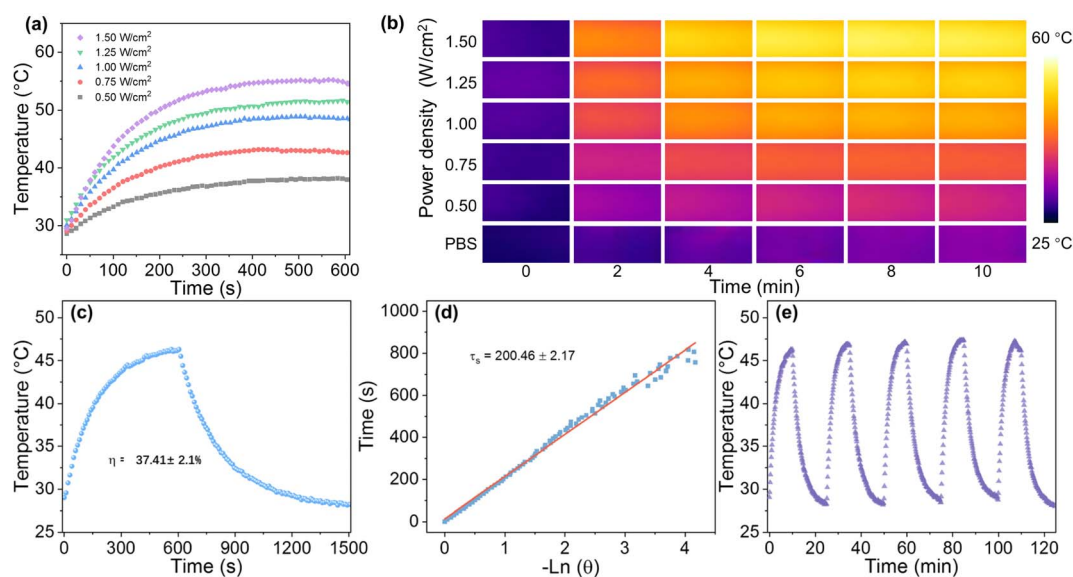 (a)
1.50 W/cm²
1.25 W/cm²
1.00 W/cm²
0.75 W/cm²
0.50 W/cm²
Temperature (°C)
65
60
50
40
30
0 100 200 300 400 500 600
Time (s)
(b)
Power density (W/cm²)
1.50
1.25
1.00
0.75
0.50
PBS
0 2 4 6 8 10
Time (min)
60 °C
25 °C
(c)
Temperature (°C)
50
45
40
35
30
25
η = 37.41± 2.1%
0 300 600 900 1200 1500
Time (s)
(d)
Time (s)
1000
800
600
400
200
0
τs = 200.46 ± 2.17
0 1 2 3 4
-Ln (θ)
(e)
Temperature (°C)
50
45
40
35
30
25
0 20 40 60 80 100 120
Time (min)